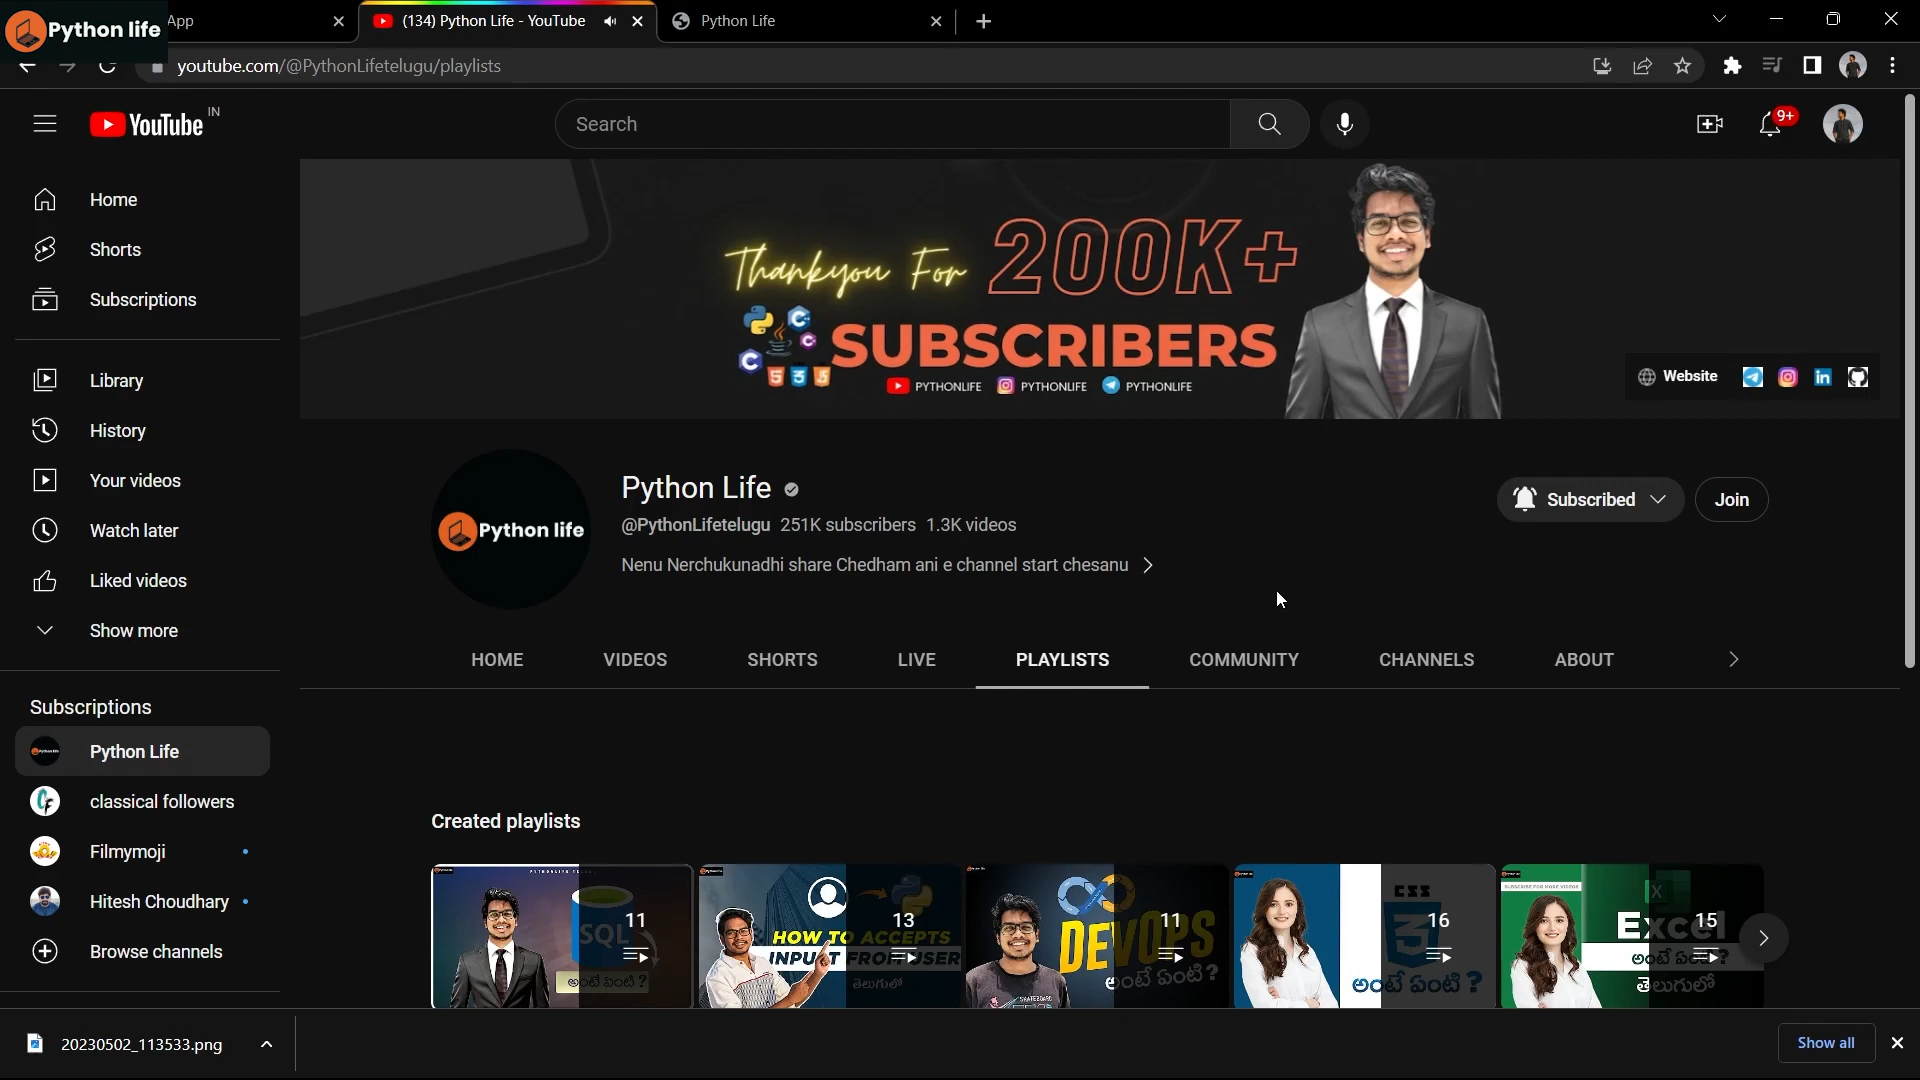 Python life
App
(134) Python Life - YouTube
Python Life
youtube.com/@PythonLifetelugu/playlists
YouTube IN
Search
9+
Home
Shorts
Subscriptions
Library
History
Your videos
Watch later
Liked videos
Show more
Subscriptions
Python Life
classical followers
Filmymoji
Hitesh Choudhary
Browse channels
Thankyou For 200K+
SUBSCRIBERS
PYTHONLIFE PYTHONLIFE PYTHONLIFE
Website
Python life
Python Life
@PythonLifetelugu 251K subscribers 1.3K videos
Nenu Nerchukunadhi share Chedham ani e channel start chesanu
Subscribed
Join
HOME VIDEOS SHORTS LIVE PLAYLISTS COMMUNITY CHANNELS ABOUT
Created playlists
SQL
11
అంటే ఏంటి ?
HOW TO ACCEPTS
INPUT FROM USER
13
తెలుగులో
DEVOPS
11
అంటే ఏంటి ?
SKATEBOARD
CSS
3
16
అంటే ఏంటి ?
SUBSCRIBE FOR MORE VIDEOS
X
Excel
15
అంటే ఏంటి ?
తెలుగులో
20230502_113533.png
Show all